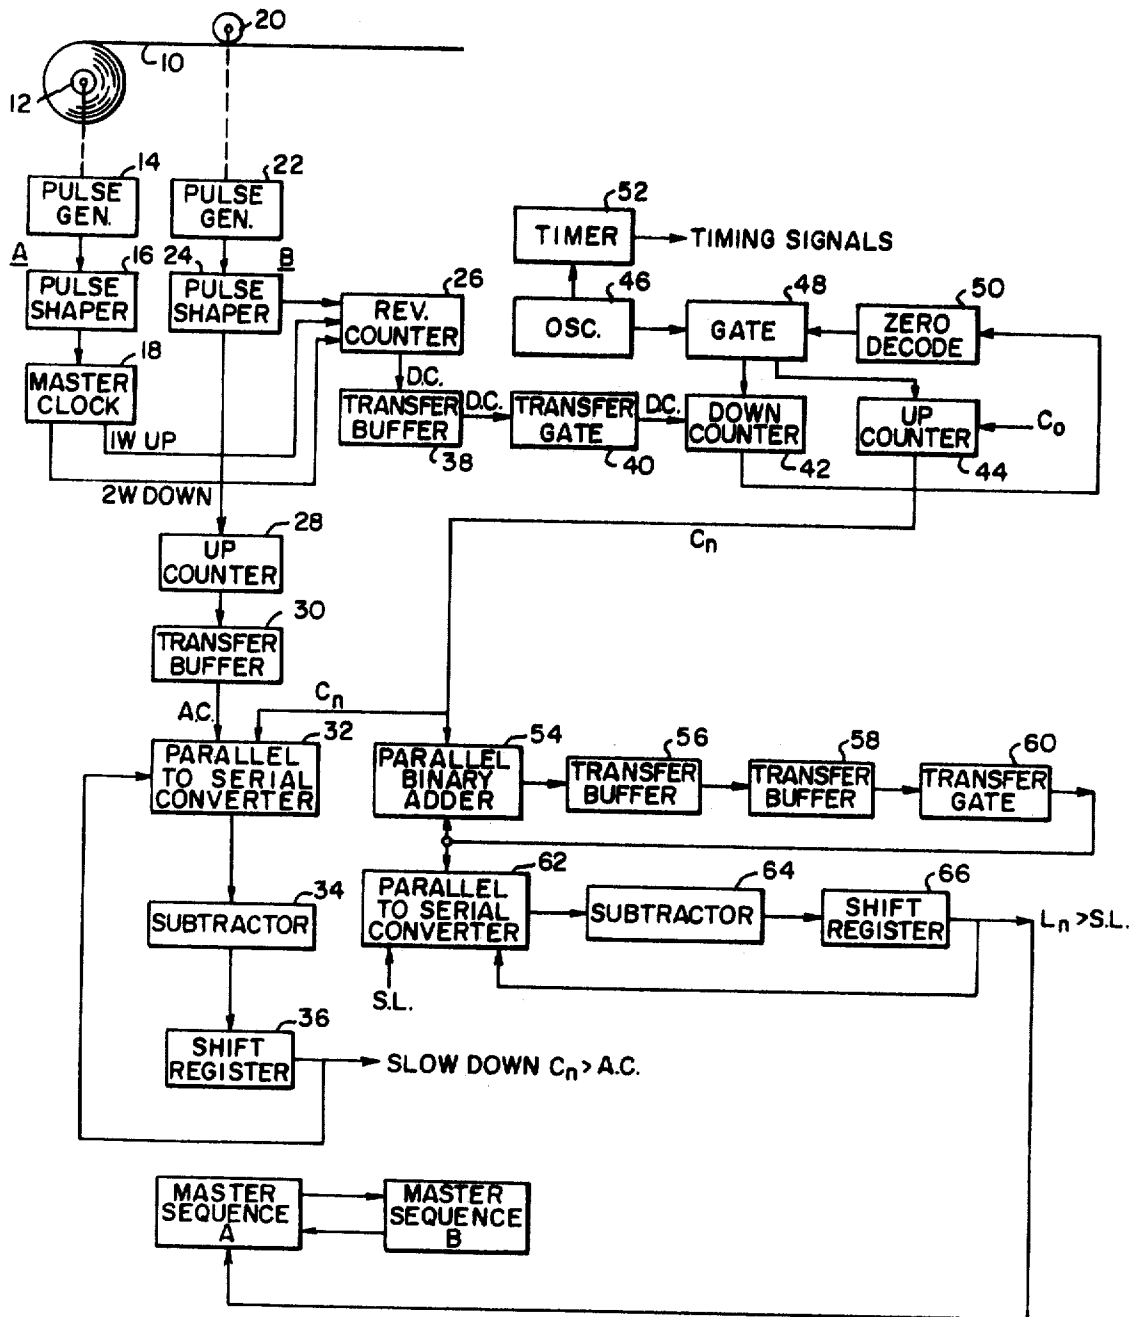 20
10
12
14
PULSE
GEN.
22
PULSE
GEN.
52
TIMER
TIMING SIGNALS
A
16
PULSE
SHAPER
24
B
PULSE
SHAPER
26
REV.
COUNTER
46
OSC.
48
GATE
50
ZERO
DECODE
18
MASTER
CLOCK
1W UP
2W DOWN
D.C.
TRANSFER
BUFFER
38
D.C.
TRANSFER
GATE
40
D.C.
DOWN
COUNTER
42
UP
COUNTER
44
Co
Cn
28
UP
COUNTER
30
TRANSFER
BUFFER
A.C.
Cn
32
PARALLEL
TO SERIAL
CONVERTER
54
PARALLEL
BINARY
ADDER
56
TRANSFER
BUFFER
58
TRANSFER
BUFFER
60
TRANSFER
GATE
62
PARALLEL
TO SERIAL
CONVERTER
S.L.
64
SUBTRACTOR
66
SHIFT
REGISTER
Ln > S.L.
34
SUBTRACTOR
36
SHIFT
REGISTER
SLOW DOWN Cn > A.C.
MASTER
SEQUENCE
A
MASTER
SEQUENCE
B